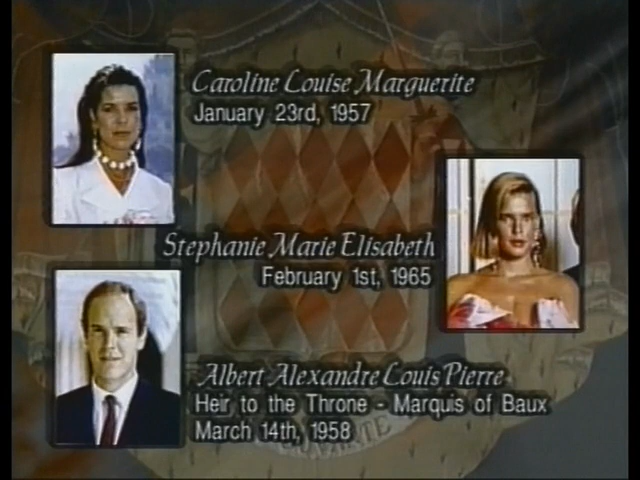 Caroline Louise Marguerite
January 23rd, 1957
Stephanie Marie Elisabeth
February 1st, 1965
Albert Alexandre Louis Pierre
Heir to the Throne - Marquis of Baux
March 14th, 1958